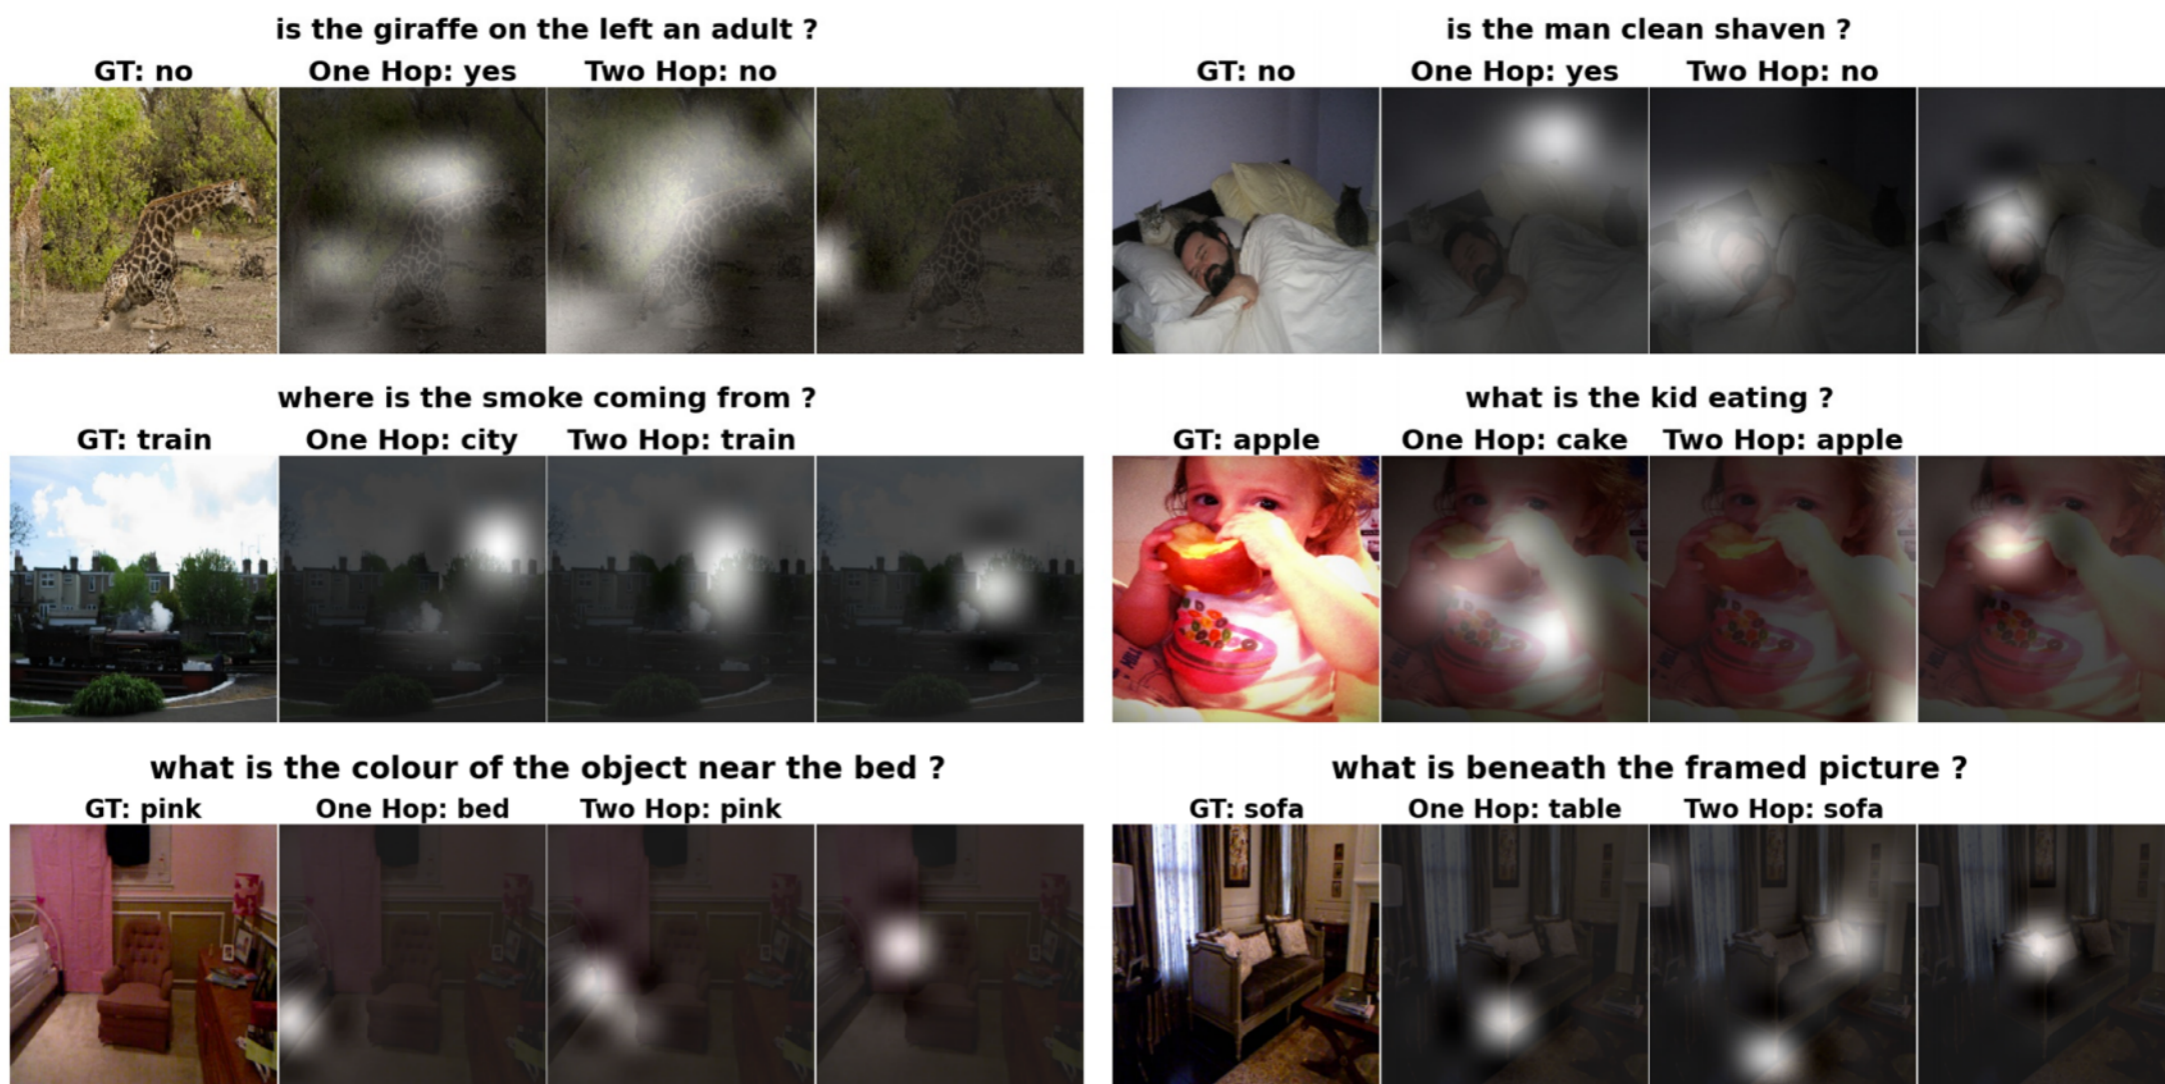 is the giraffe on the left an adult ?
GT: no
One Hop: yes
Two Hop: no
is the man clean shaven ?
GT: no
One Hop: yes
Two Hop: no
where is the smoke coming from ?
GT: train
One Hop: city
Two Hop: train
what is the kid eating ?
GT: apple
One Hop: cake
Two Hop: apple
what is the colour of the object near the bed ?
GT: pink
One Hop: bed
Two Hop: pink
what is beneath the framed picture ?
GT: sofa
One Hop: table
Two Hop: sofa